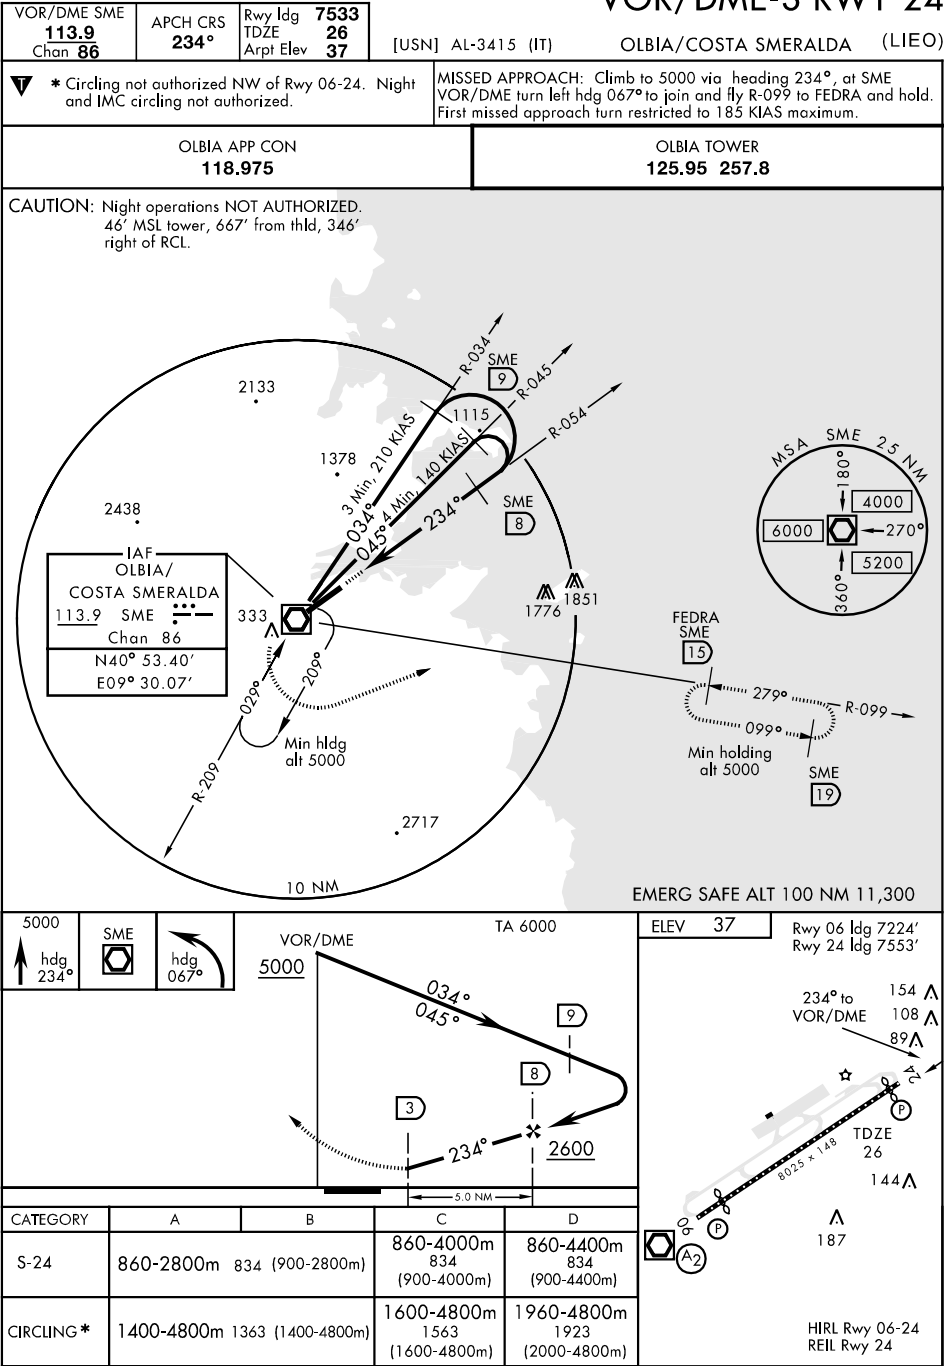 VOR/DME-S RWY 24
VOR/DME SME
113.9
Chan 86
APCH CRS
234°
Rwy ldg 7533
TDZE 26
Arpt Elev 37
[USN] AL-3415 (IT)
OLBIA/COSTA SMERALDA (LIEO)
T
* Circling not authorized NW of Rwy 06-24. Night
and IMC circling not authorized.
MISSED APPROACH: Climb to 5000 via heading 234°, at SME
VOR/DME turn left hdg 067° to join and fly R-099 to FEDRA and hold.
First missed approach turn restricted to 185 KIAS maximum.
OLBIA APP CON
118.975
OLBIA TOWER
125.95 257.8
CAUTION: Night operations NOT AUTHORIZED.
46' MSL tower, 667' from thld, 346'
right of RCL.
R-034
SME
9
R-045
R-054
2133
1115
1378
2438
3 Min, 210 KIAS
4 Min, 140 KIAS
034°
045°
234°
SME
8
MSA SME 25 NM
180°
4000
6000
270°
5200
360°
IAF
OLBIA/
COSTA SMERALDA
113.9 SME
Chan 86
N40° 53.40'
E09° 30.07'
333
1776
1851
FEDRA
SME
15
279°
R-099
099°
Min holding
alt 5000
SME
19
029°
209°
Min hldg
alt 5000
R-209
2717
10 NM
EMERG SAFE ALT 100 NM 11,300
5000
hdg
234°
SME
hdg
067°
VOR/DME
5000
TA 6000
034°
045°
9
8
3
234°
2600
5.0 NM
ELEV 37
Rwy 06 ldg 7224'
Rwy 24 ldg 7553'
234° to
VOR/DME
154
108
89
24
P
TDZE
26
8025 x 148
144
187
06
P
A2
HIRL Rwy 06-24
REIL Rwy 24
CATEGORY A B C D
S-24 860-2800m 834 (900-2800m)
860-4000m
834
(900-4000m)
860-4400m
834
(900-4400m)
CIRCLING* 1400-4800m 1363 (1400-4800m)
1600-4800m
1563
(1600-4800m)
1960-4800m
1923
(2000-4800m)